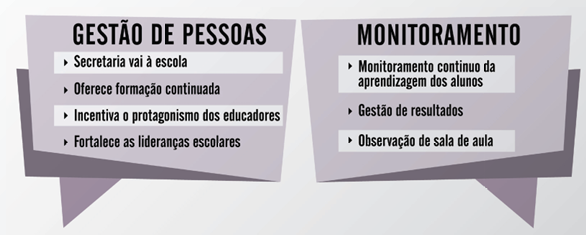 GESTÃO DE PESSOAS
Secretaria vai à escola
Oferece formação continuada
Incentiva o protagonismo dos educadores
Fortalece as lideranças escolares
MONITORAMENTO
Monitoramento continuo da
aprendizagem dos alunos
Gestão de resultados
Observação de sala de aula